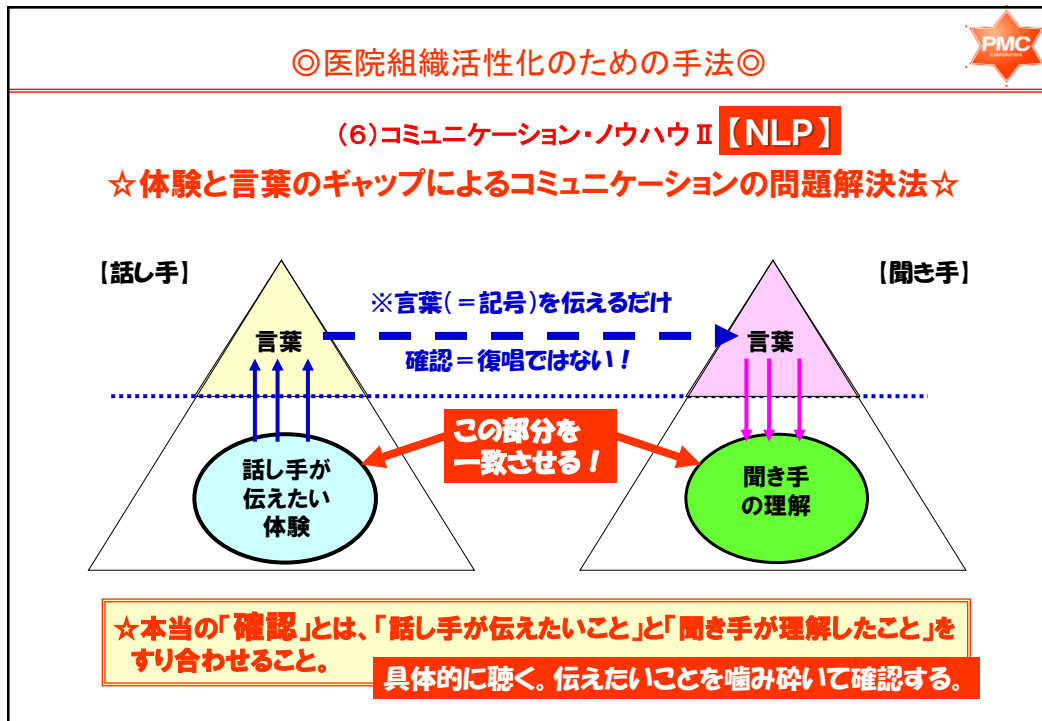 PMC
◎医院組織活性化のための手法◎
(6)コミュニケーション・ノウハウⅡ【NLP】
☆体験と言葉のギャップによるコミュニケーションの問題解決法☆
【話し手】
【聞き手】
※言葉(=記号)を伝えるだけ
言葉
言葉
確認=復唱ではない!
この部分を
一致させる!
話し手が
伝えたい
体験
聞き手
の理解
☆本当の「確認」とは、「話し手が伝えたいこと」と「聞き手が理解したこと」を
すり合わせること。
具体的に聴く。伝えたいことを噛み砕いて確認する。